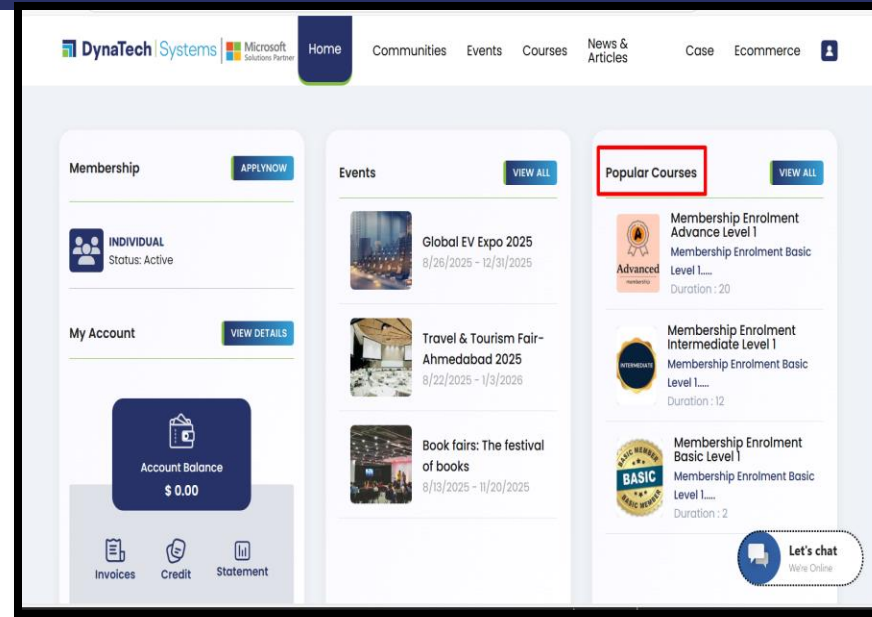 DynaTech Systems
Microsoft
Solutions Partner
Home
Communities
Events
Courses
News &
Articles
Case
Ecommerce
Membership
APPLYNOW
INDIVIDUAL
Status: Active
My Account
VIEW DETAILS
Account Balance
$ 0.00
Invoices
Credit
Statement
Events
VIEW ALL
Global EV Expo 2025
8/26/2025 - 12/31/2025
Travel & Tourism Fair-
Ahmedabad 2025
8/22/2025 - 1/3/2026
Book fairs: The festival
of books
8/13/2025 - 11/20/2025
Popular Courses
VIEW ALL
Advanced
membership
Membership Enrolment
Advance Level 1
Membership Enrolment Basic
Level 1.....
Duration : 20
INTERMEDIATE
Membership Enrolment
Intermediate Level 1
Membership Enrolment Basic
Level 1.....
Duration : 12
BASIC MEMBER
BASIC
BASIC MEMBER
Membership Enrolment
Basic Level 1
Membership Enrolment Basic
Level 1.....
Duration : 2
Let's chat
We're Online